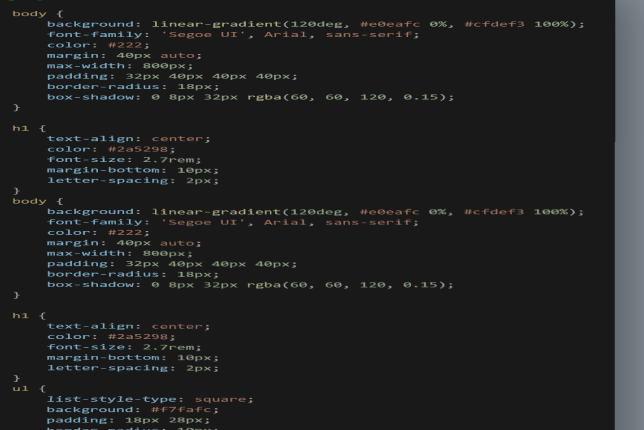 body {
    background: linear-gradient(120deg, #e0eafc 0%, #cfdef3 100%);
    font-family: 'Segoe UI', Arial, sans-serif;
    color: #222;
    margin: 40px auto;
    max-width: 800px;
    padding: 32px 40px 40px 40px;
    border-radius: 18px;
    box-shadow: 0 8px 32px rgba(60, 60, 120, 0.15);
}
h1 {
    text-align: center;
    color: #2a5298;
    font-size: 2.7rem;
    margin-bottom: 10px;
    letter-spacing: 2px;
}
body {
    background: linear-gradient(120deg, #e0eafc 0%, #cfdef3 100%);
    font-family: 'Segoe UI', Arial, sans-serif;
    color: #222;
    margin: 40px auto;
    max-width: 800px;
    padding: 32px 40px 40px 40px;
    border-radius: 18px;
    box-shadow: 0 8px 32px rgba(60, 60, 120, 0.15);
}
h1 {
    text-align: center;
    color: #2a5298;
    font-size: 2.7rem;
    margin-bottom: 10px;
    letter-spacing: 2px;
}
ul {
    list-style-type: square;
    background: #f7fafc;
    padding: 18px 28px;